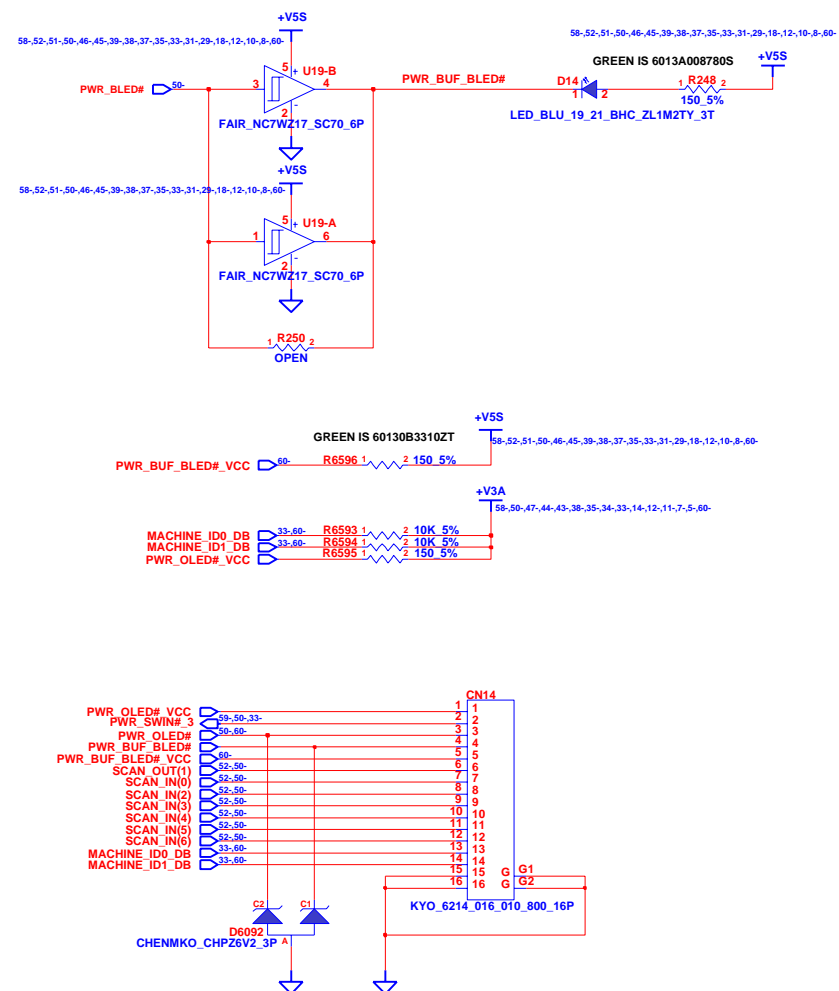 +V5S
58-,52-,51-,50-,46-,45-,39-,38-,37-,35-,33-,31-,29-,18-,12-,10-,8-,60-
58-,52-,51-,50-,46-,45-,39-,38-,37-,35-,33-,31-,29-,18-,12-,10-,8-,60-
GREEN IS 6013A008780S
+V5S
5 + U19-B
PWR_BLED# 50- 3 4 PWR_BUF_BLED# D14 1 2 1 R248 2
2 -
150_5%
LED_BLU_19_21_BHC_ZL1M2TY_3T
FAIR_NC7WZ17_SC70_6P
+V5S
58-,52-,51-,50-,46-,45-,39-,38-,37-,35-,33-,31-,29-,18-,12-,10-,8-,60-
5 + U19-A
1 6
2 -
FAIR_NC7WZ17_SC70_6P
1 R250 2
OPEN
+V5S
GREEN IS 60130B3310ZT
58-,52-,51-,50-,46-,45-,39-,38-,37-,35-,33-,31-,29-,18-,12-,10-,8-,60-
PWR_BUF_BLED#_VCC 60- R6596 1 2 150_5%
+V3A
58-,50-,47-,44-,43-,38-,35-,34-,33-,14-,12-,11-,7-,5-,60-
MACHINE_ID0_DB 33-,60- R6593 1 2 10K_5%
MACHINE_ID1_DB 33-,60- R6594 1 2 10K_5%
PWR_OLED#_VCC R6595 1 2 150_5%
CN14
PWR_OLED#_VCC 1 1
PWR_SWIN#_3 59-,50-,33- 2 2
PWR_OLED# 50-,60- 3 3
PWR_BUF_BLED# 4 4
PWR_BUF_BLED#_VCC 60- 5 5
SCAN_OUT(1) 52-,50- 6 6
SCAN_IN(0) 52-,50- 7 7
SCAN_IN(2) 52-,50- 8 8
SCAN_IN(3) 52-,50- 9 9
SCAN_IN(4) 52-,50- 10 10
SCAN_IN(5) 52-,50- 11 11
SCAN_IN(6) 52-,50- 12 12
MACHINE_ID0_DB 33-,60- 13 13
MACHINE_ID1_DB 33-,60- 14 14
15 15 G G1
16 16 G G2
KYO_6214_016_010_800_16P
C2 C1
D6092
CHENMKO_CHPZ6V2_3P A